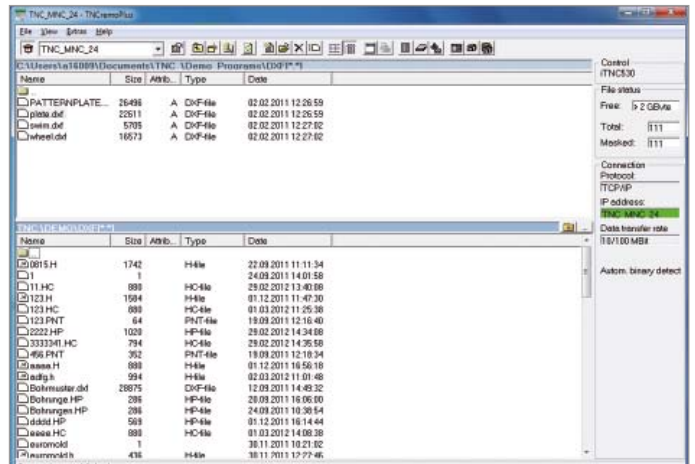 TNC_MNC_24 - TNCremoPlus
File View Extras Help
TNC_MNC_24
C:\Users\a16009\Documents\TNC \Demo Programs\DXF\*.*]
Name Size Attrib... Type Date
..
PATTERNPLATE... 26496 A DXF-file 02.02.2011 12:26:59
plate.dxf 22611 A DXF-file 02.02.2011 12:26:59
swim.dxf 5705 A DXF-file 02.02.2011 12:27:02
wheel.dxf 16573 A DXF-file 02.02.2011 12:27:02
TNC:\DEMO\DXF\[*.*]
Name Size Attrib... Type Date
..
0815.H 1742 H-file 22.09.2011 11:11:34
1 1 24.09.2011 14:01:58
11.HC 880 HC-file 29.02.2012 13:40:08
123.H 1584 H-file 01.12.2011 11:47:30
123.HC 880 HC-file 01.03.2012 11:25:38
123.PNT 64 PNT-file 19.09.2011 12:16:40
2222.HP 1020 HP-file 29.02.2012 14:34:08
3333341.HC 794 HC-file 29.02.2012 14:35:58
456.PNT 352 PNT-file 19.09.2011 12:18:34
aaaa.H 880 H-file 01.12.2011 16:56:18
adfg.h 994 H-file 02.03.2012 11:01:48
Bohrmuster.dxf 28875 DXF-file 12.09.2011 14:49:32
Bohrunge.HP 286 HP-file 20.09.2011 16:06:00
Bohrungen.HP 286 HP-file 24.09.2011 10:38:54
dddd.HP 569 HP-file 01.12.2011 16:14:44
eeee.HC 880 HC-file 01.03.2012 14:08:38
euromold 1 30.11.2011 10:21:02
eurmmold.h 436 H-file 30.11.2011 12:22:46
Control
iTNC530
File status
Free: > 2 GByte
Total: 111
Masked: 111
Connection
Protocol:
TCP/IP
IP address:
TNC_MNC_24
Data transfer rate
10/100 MBit
Autom. binary detect